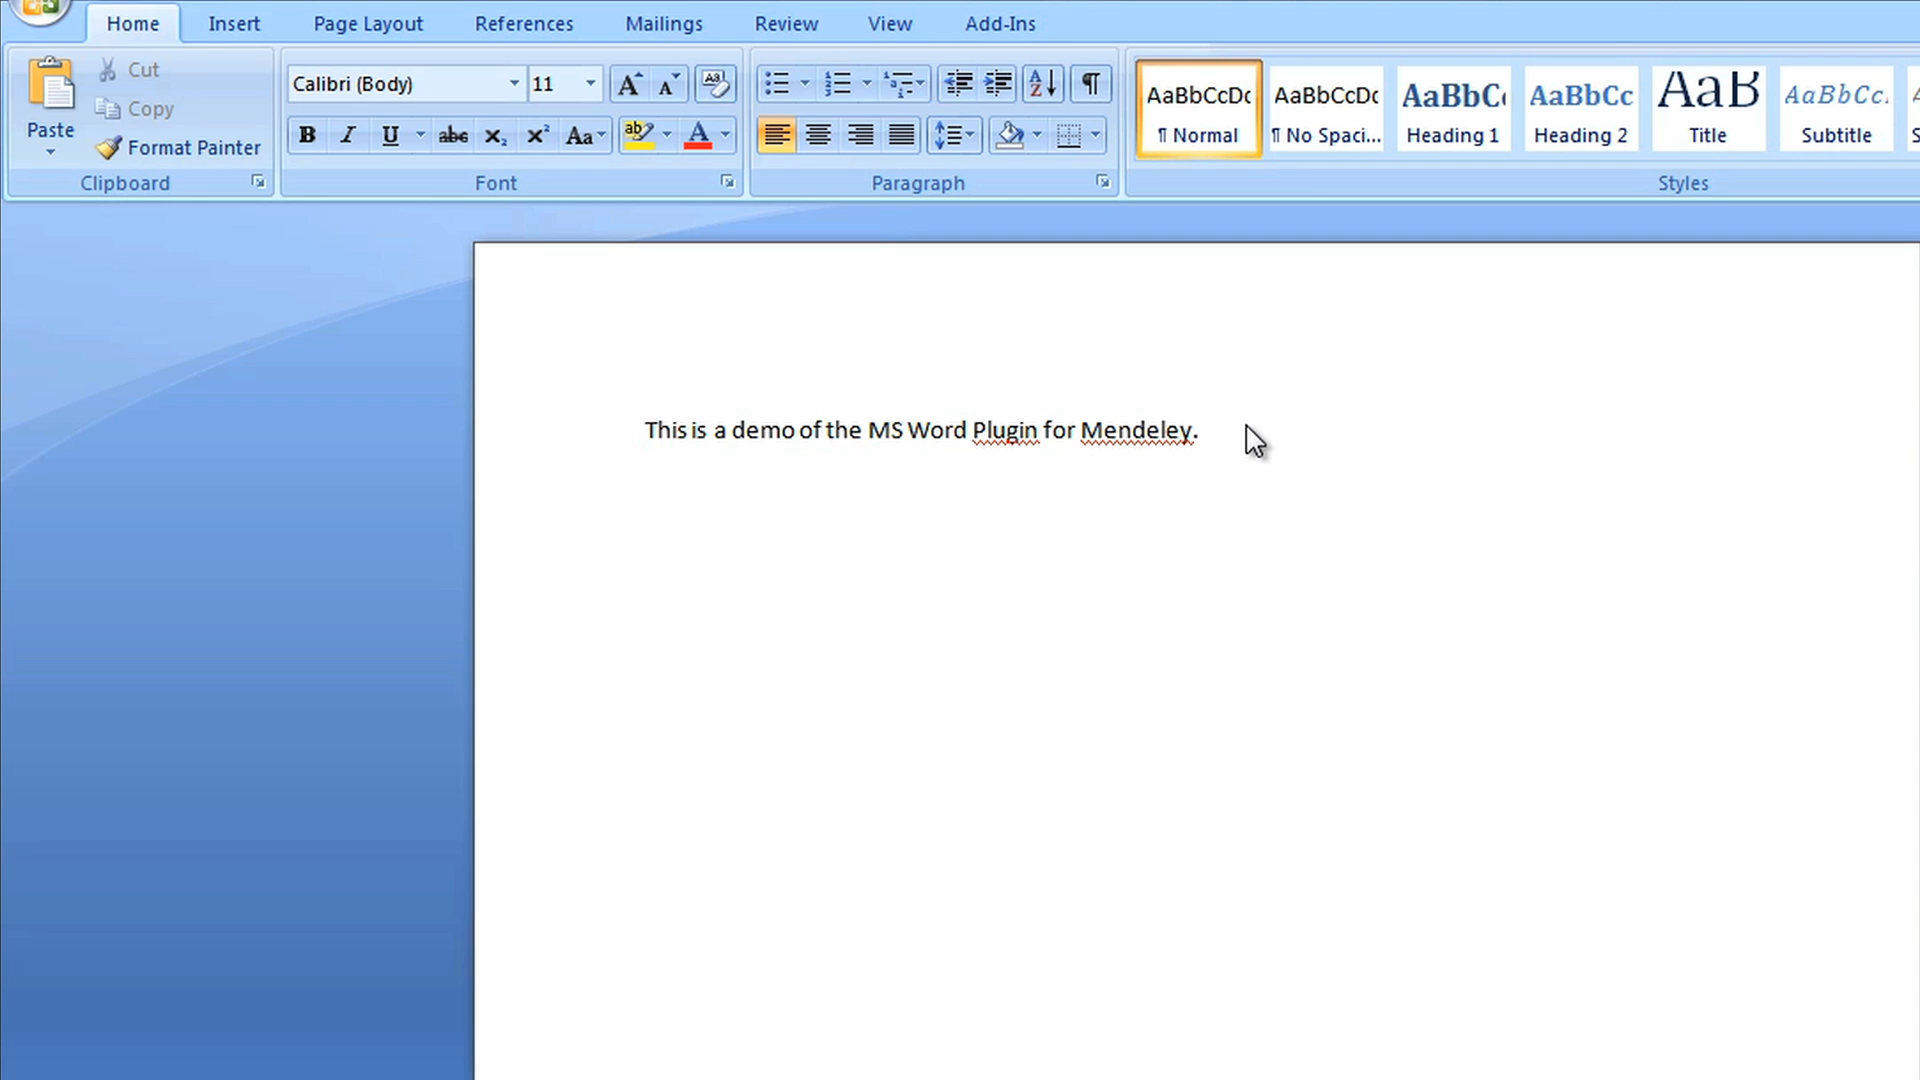 Home Insert Page Layout References Mailings Review View Add-Ins
Paste
Cut
Copy
Format Painter
Clipboard
Calibri (Body) 11
Font
Paragraph
AaBbCcDc AaBbCcDc AaBbC AaBbCc AaB AaBbCc.
¶ Normal ¶ No Spaci... Heading 1 Heading 2 Title Subtitle
Styles
This is a demo of the MS Word Plugin for Mendeley.